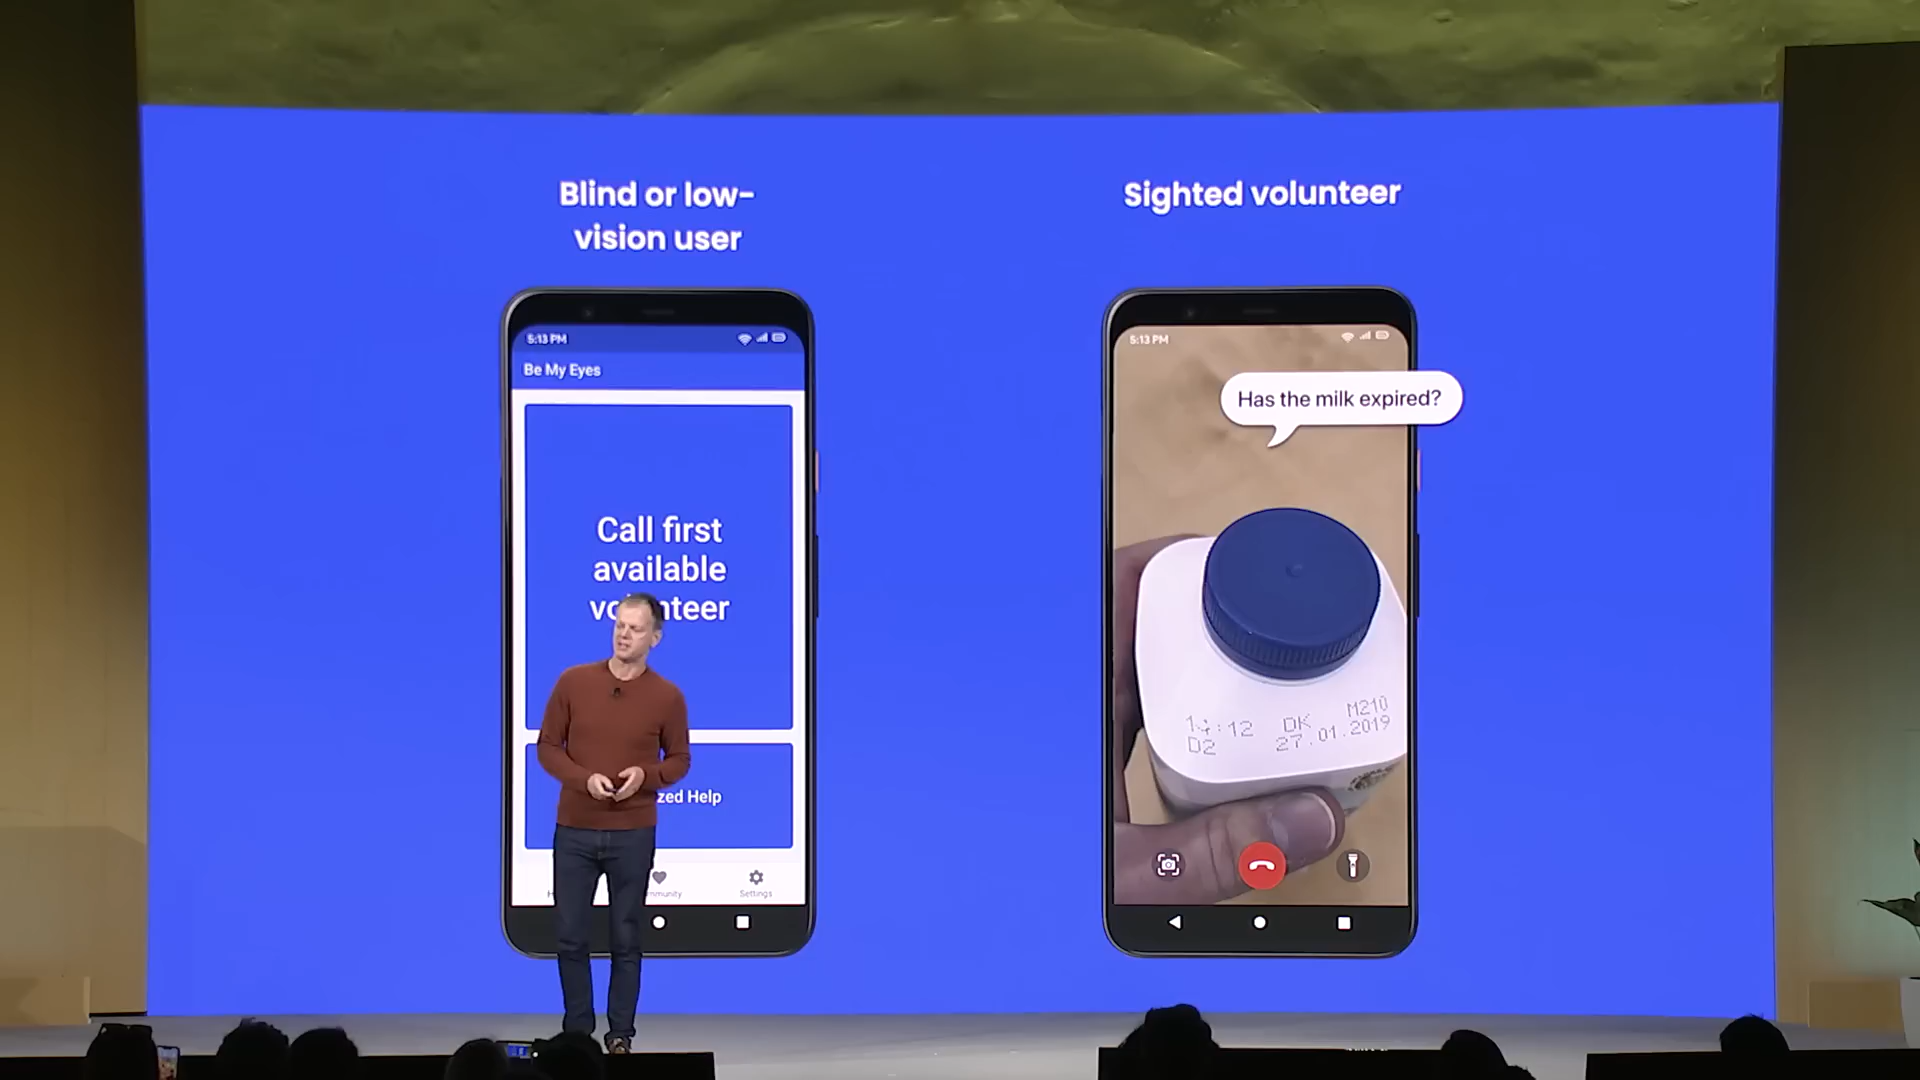 Blind or low-
vision user
Sighted volunteer
5:13 PM
Be My Eyes
Call first
available
Settings
Help
5:13 PM
Has the milk expired?
:12 DK M210
D2 27.01.2019